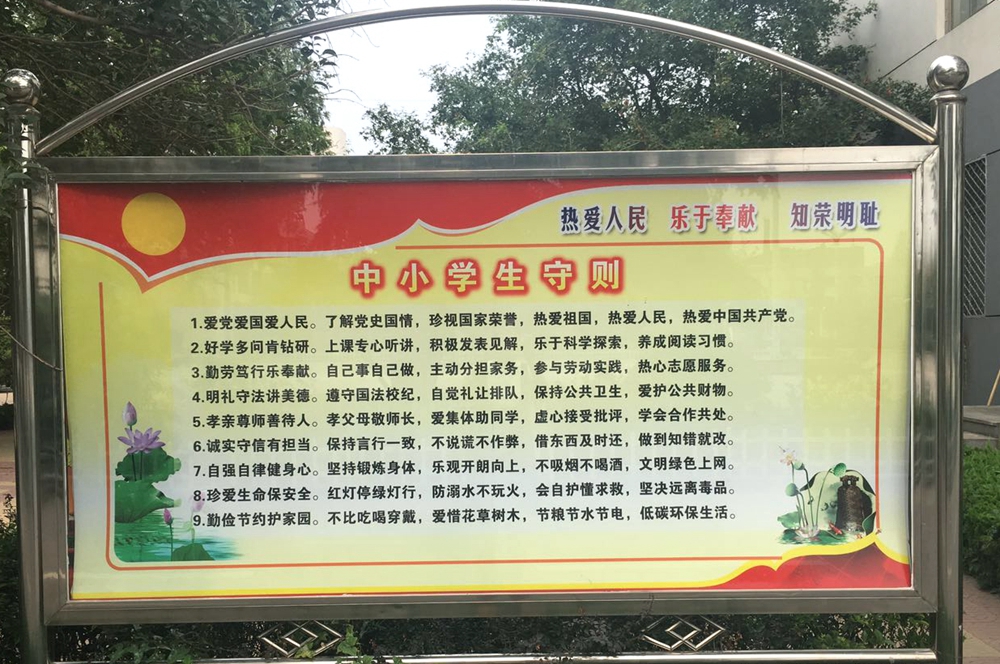 热爱人民 乐于奉献 知荣明耻
中小学生守则
1.爱党爱国爱人民。了解党史国情，珍视国家荣誉，热爱祖国，热爱人民，热爱中国共产党。
2.好学多问肯钻研。上课专心听讲，积极发表见解，乐于科学探索，养成阅读习惯。
3.勤劳笃行乐奉献。自己事自己做，主动分担家务，参与劳动实践，热心志愿服务。
4.明礼守法讲美德。遵守国法校纪，自觉礼让排队，保持公共卫生，爱护公共财物。
5.孝亲尊师善待人。孝父母敬师长，爱集体助同学，虚心接受批评，学会合作共处。
6.诚实守信有担当。保持言行一致，不说谎不作弊，借东西及时还，做到知错就改。
7.自强自律健身心。坚持锻炼身体，乐观开朗向上，不吸烟不喝酒，文明绿色上网。
8.珍爱生命保安全。红灯停绿灯行，防溺水不玩火，会自护懂求救，坚决远离毒品。
9.勤俭节约护家园。不比吃喝穿戴，爱惜花草树木，节粮节水节电，低碳环保生活。